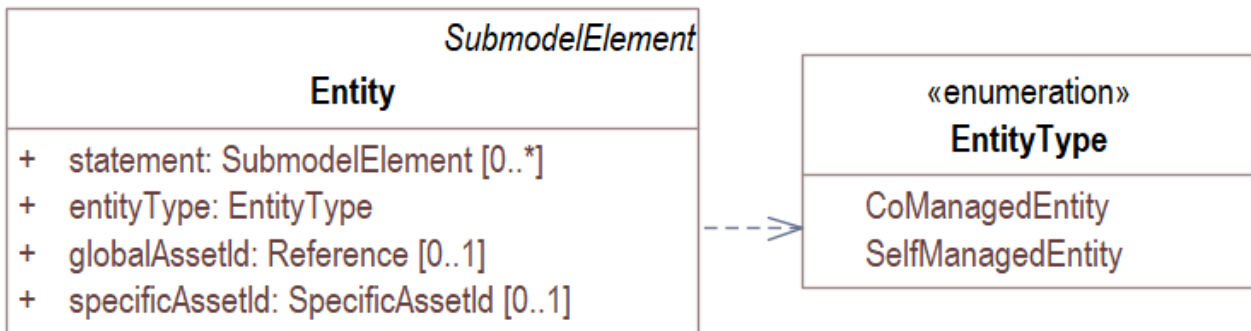 SubmodelElement
Entity
+ statement: SubmodelElement [0..*]
+ entityType: EntityType
+ globalAssetId: Reference [0..1]
+ specificAssetId: SpecificAssetId [0..1]
«enumeration»
EntityType
CoManagedEntity
SelfManagedEntity